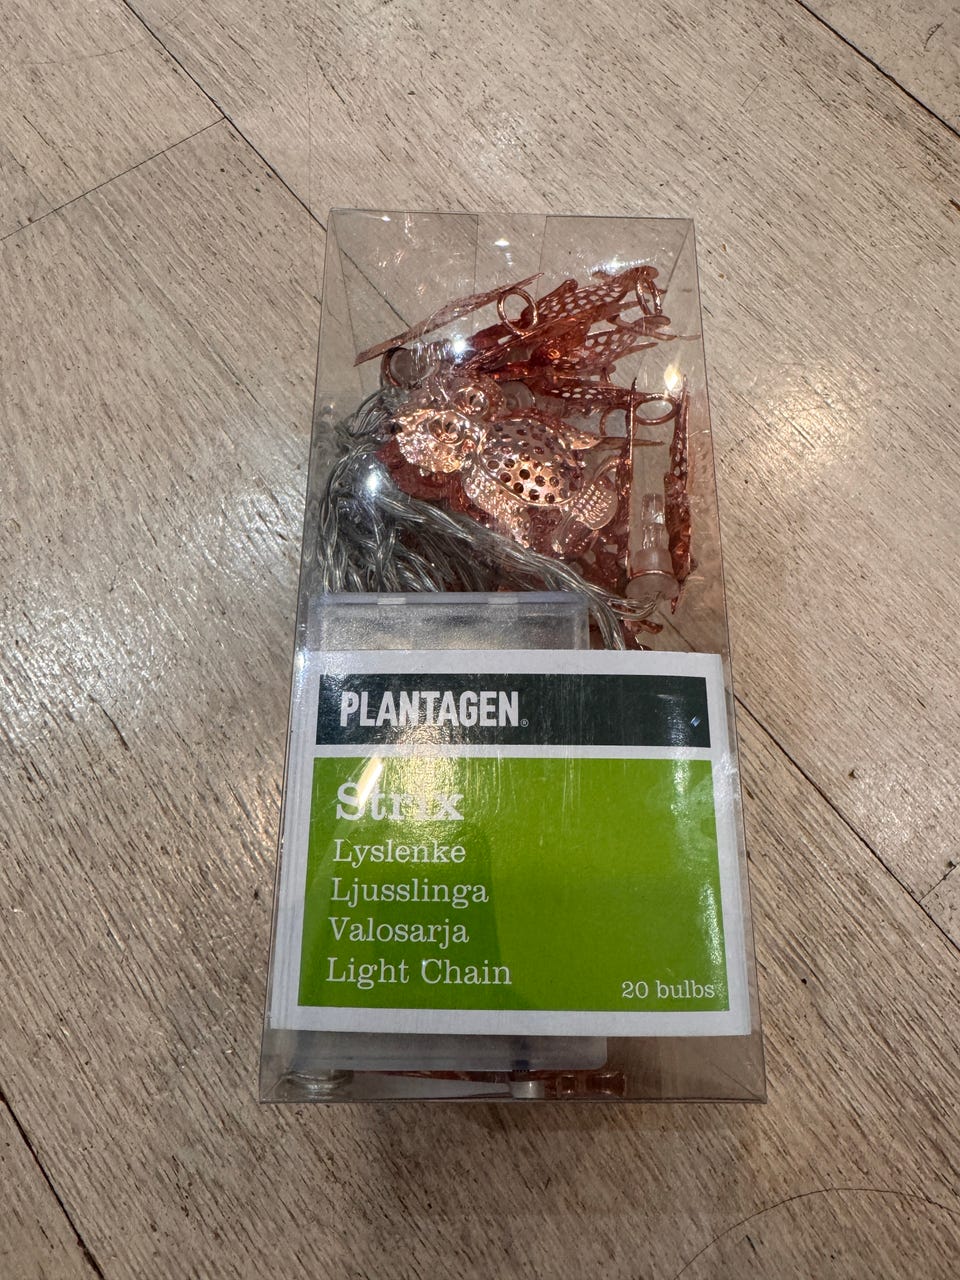 PLANTAGEN®
Strix
Lyslenke
Ljusslinga
Valosarja
Light Chain
20 bulbs